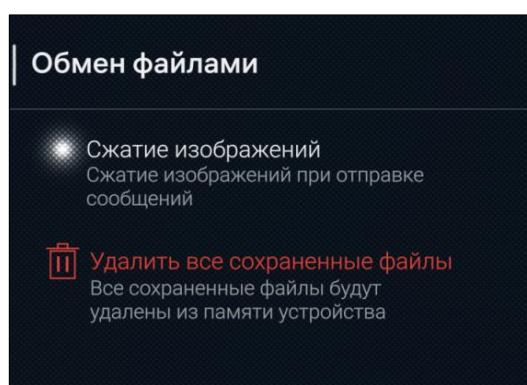 Обмен файлами
Сжатие изображений
Сжатие изображений при отправке
сообщений
Удалить все сохраненные файлы
Все сохраненные файлы будут
удалены из памяти устройства